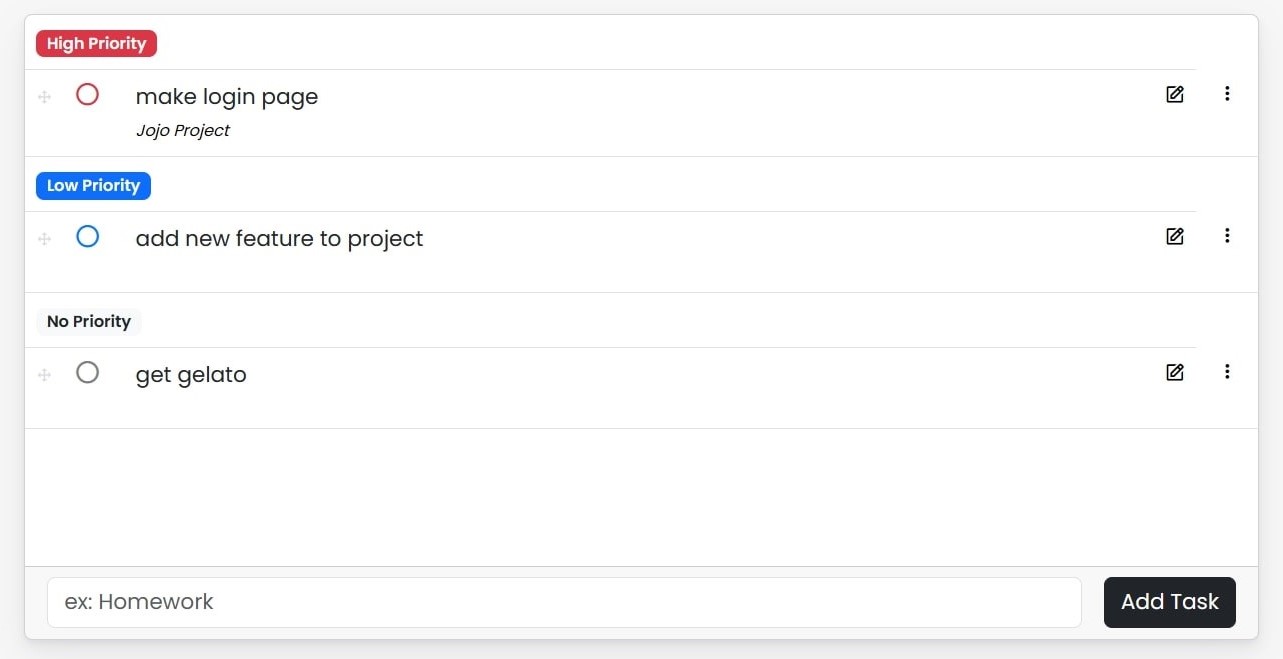 High Priority
make login page
Jojo Project
Low Priority
add new feature to project
No Priority
get gelato
ex: Homework
Add Task